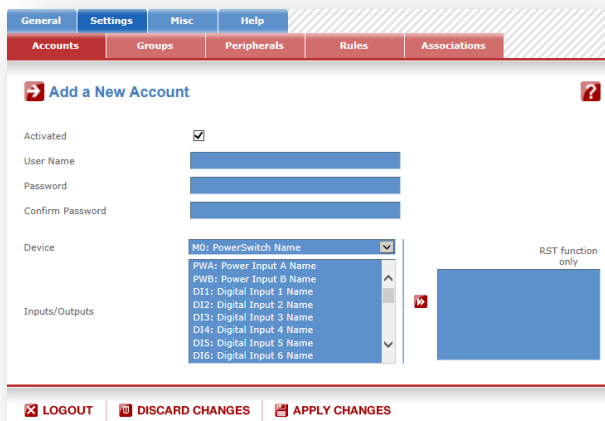 General Settings Misc Help
Accounts Groups Peripherals Rules Associations
Add a New Account ?
Activated
User Name
Password
Confirm Password
Device M0: PowerSwitch Name
RST function
only
Inputs/Outputs
PWA: Power Input A Name
PWB: Power Input B Name
DI1: Digital Input 1 Name
DI2: Digital Input 2 Name
DI3: Digital Input 3 Name
DI4: Digital Input 4 Name
DI5: Digital Input 5 Name
DI6: Digital Input 6 Name
LOGOUT DISCARD CHANGES APPLY CHANGES